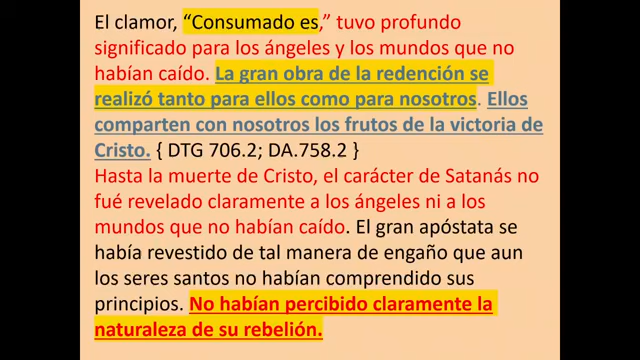 El clamor, “Consumado es,” tuvo profundo
significado para los ángeles y los mundos que no
habían caído. La gran obra de la redención se
realizó tanto para ellos como para nosotros. Ellos
comparten con nosotros los frutos de la victoria de
Cristo. { DTG 706.2; DA.758.2 }
Hasta la muerte de Cristo, el carácter de Satanás no
fué revelado claramente a los ángeles ni a los
mundos que no habían caído. El gran apóstata se
había revestido de tal manera de engaño que aun
los seres santos no habían comprendido sus
principios. No habían percibido claramente la
naturaleza de su rebelión.